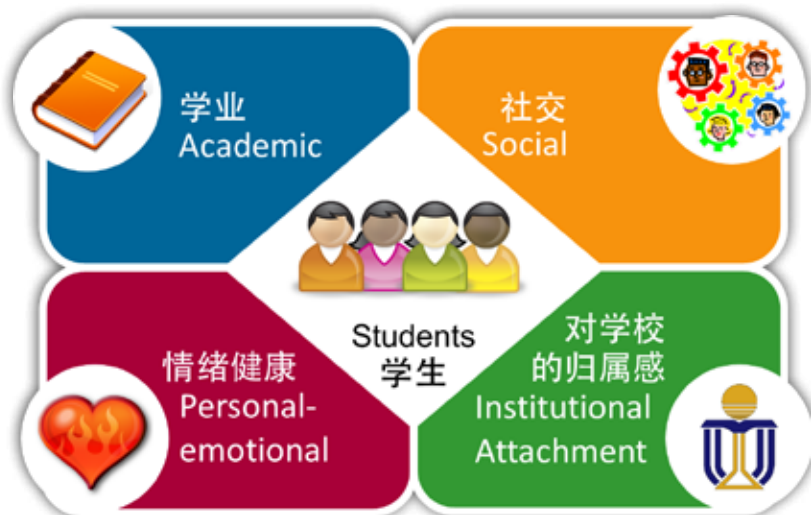 学业
Academic
社交
Social
Students
学生
情绪健康
Personal-
emotional
对学校
的归属感
Institutional
Attachment